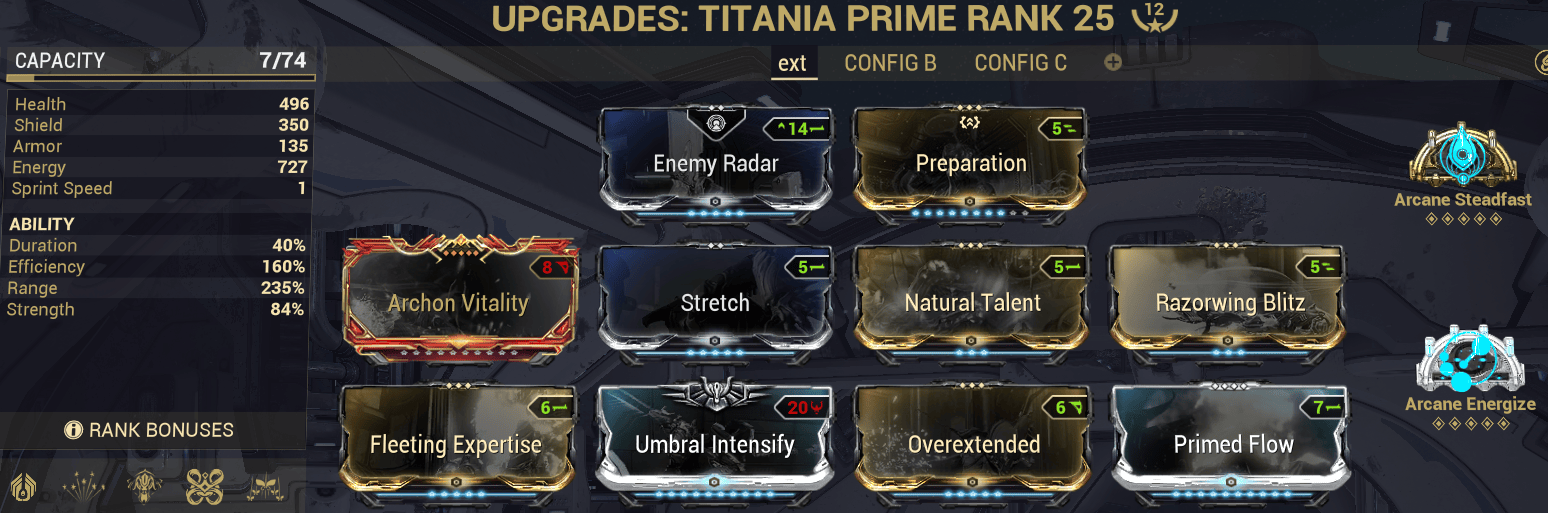 UPGRADES: TITANIA PRIME RANK 25 12
CAPACITY 7/74
ext CONFIG B CONFIG C
Health 496
Shield 350
Armor 135
Energy 727
Sprint Speed 1
ABILITY
Duration 40%
Efficiency 160%
Range 235%
Strength 84%
RANK BONUSES
14
Enemy Radar
5
Preparation
8
Archon Vitality
5
Stretch
5
Natural Talent
5
Razorwing Blitz
6
Fleeting Expertise
20
Umbral Intensify
6
Overextended
7
Primed Flow
Arcane Steadfast
Arcane Energize